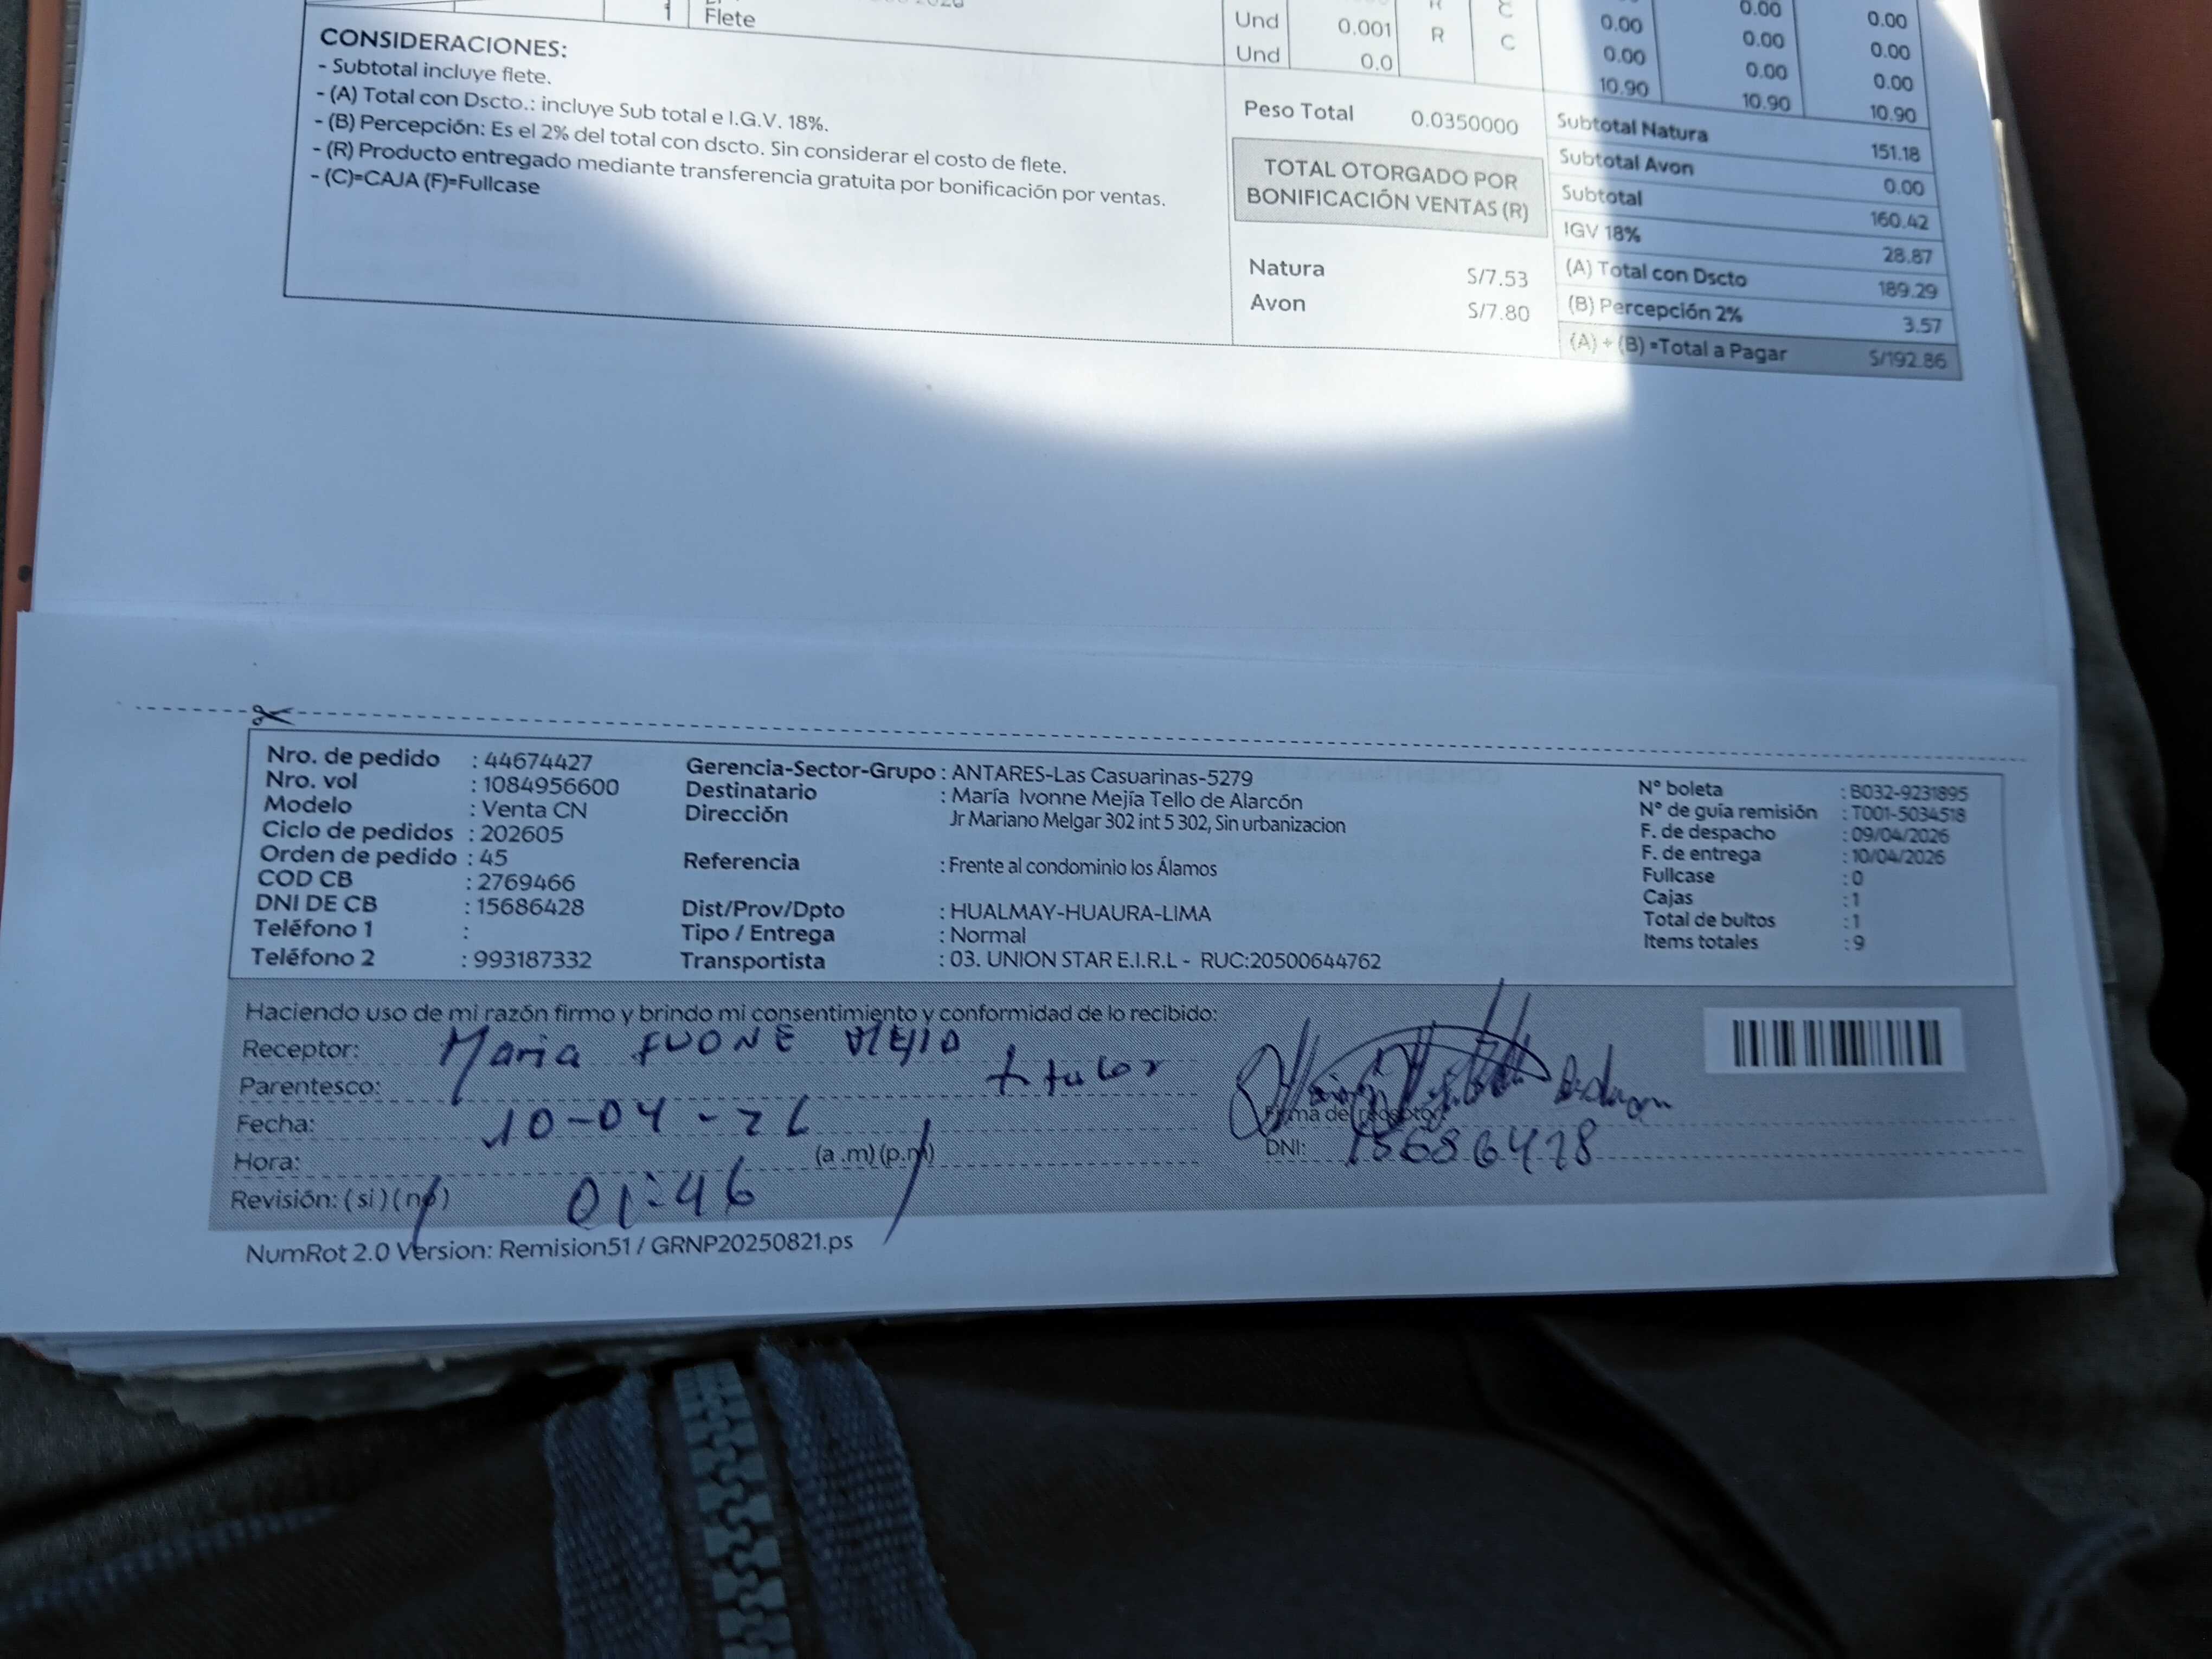 1 Flete
Und 0.001 R C 0.00 0.00 0.00
Und 0.0 0.00 0.00 0.00
10.90 10.90 10.90
CONSIDERACIONES:
- Subtotal incluye flete.
- (A) Total con Dscto.: incluye Sub total e I.G.V. 18%.
- (B) Percepción: Es el 2% del total con dscto. Sin considerar el costo de flete.
- (R) Producto entregado mediante transferencia gratuita por bonificación por ventas.
- (C)=CAJA (F)=Fullcase
Peso Total 0.0350000
TOTAL OTORGADO POR
BONIFICACIÓN VENTAS (R)
Natura S/7.53
Avon S/7.80
Subtotal Natura 151.18
Subtotal Avon 0.00
Subtotal 160.42
IGV 18% 28.87
(A) Total con Dscto 189.29
(B) Percepción 2% 3.57
(A) + (B) =Total a Pagar S/192.86
Nro. de pedido : 44674427
Nro. vol : 1084956600
Modelo : Venta CN
Ciclo de pedidos : 202605
Orden de pedido : 45
COD CB : 2769466
DNI DE CB : 15686428
Teléfono 1 :
Teléfono 2 : 993187332
Gerencia-Sector-Grupo : ANTARES-Las Casuarinas-5279
Destinatario : María Ivonne Mejía Tello de Alarcón
Dirección Jr Mariano Melgar 302 int 5 302, Sin urbanizacion
Referencia : Frente al condominio los Álamos
Dist/Prov/Dpto : HUALMAY-HUAURA-LIMA
Tipo / Entrega : Normal
Transportista : 03. UNION STAR E.I.R.L - RUC:20500644762
N° boleta : B032-9231895
N° de guía remisión : T001-5034518
F. de despacho : 09/04/2026
F. de entrega : 10/04/2026
Fullcase : 0
Cajas : 1
Total de bultos : 1
Items totales : 9
Haciendo uso de mi razón firmo y brindo mi consentimiento y conformidad de lo recibido:
Receptor: Maria
Parentesco: titular
Fecha: 10-04-26
Hora: 01:46 (a .m) (p.m)
Revisión: ( si ) ( no )
Firma del receptor:
DNI: 15686428
NumRot 2.0 Version: Remision51 / GRNP20250821.ps